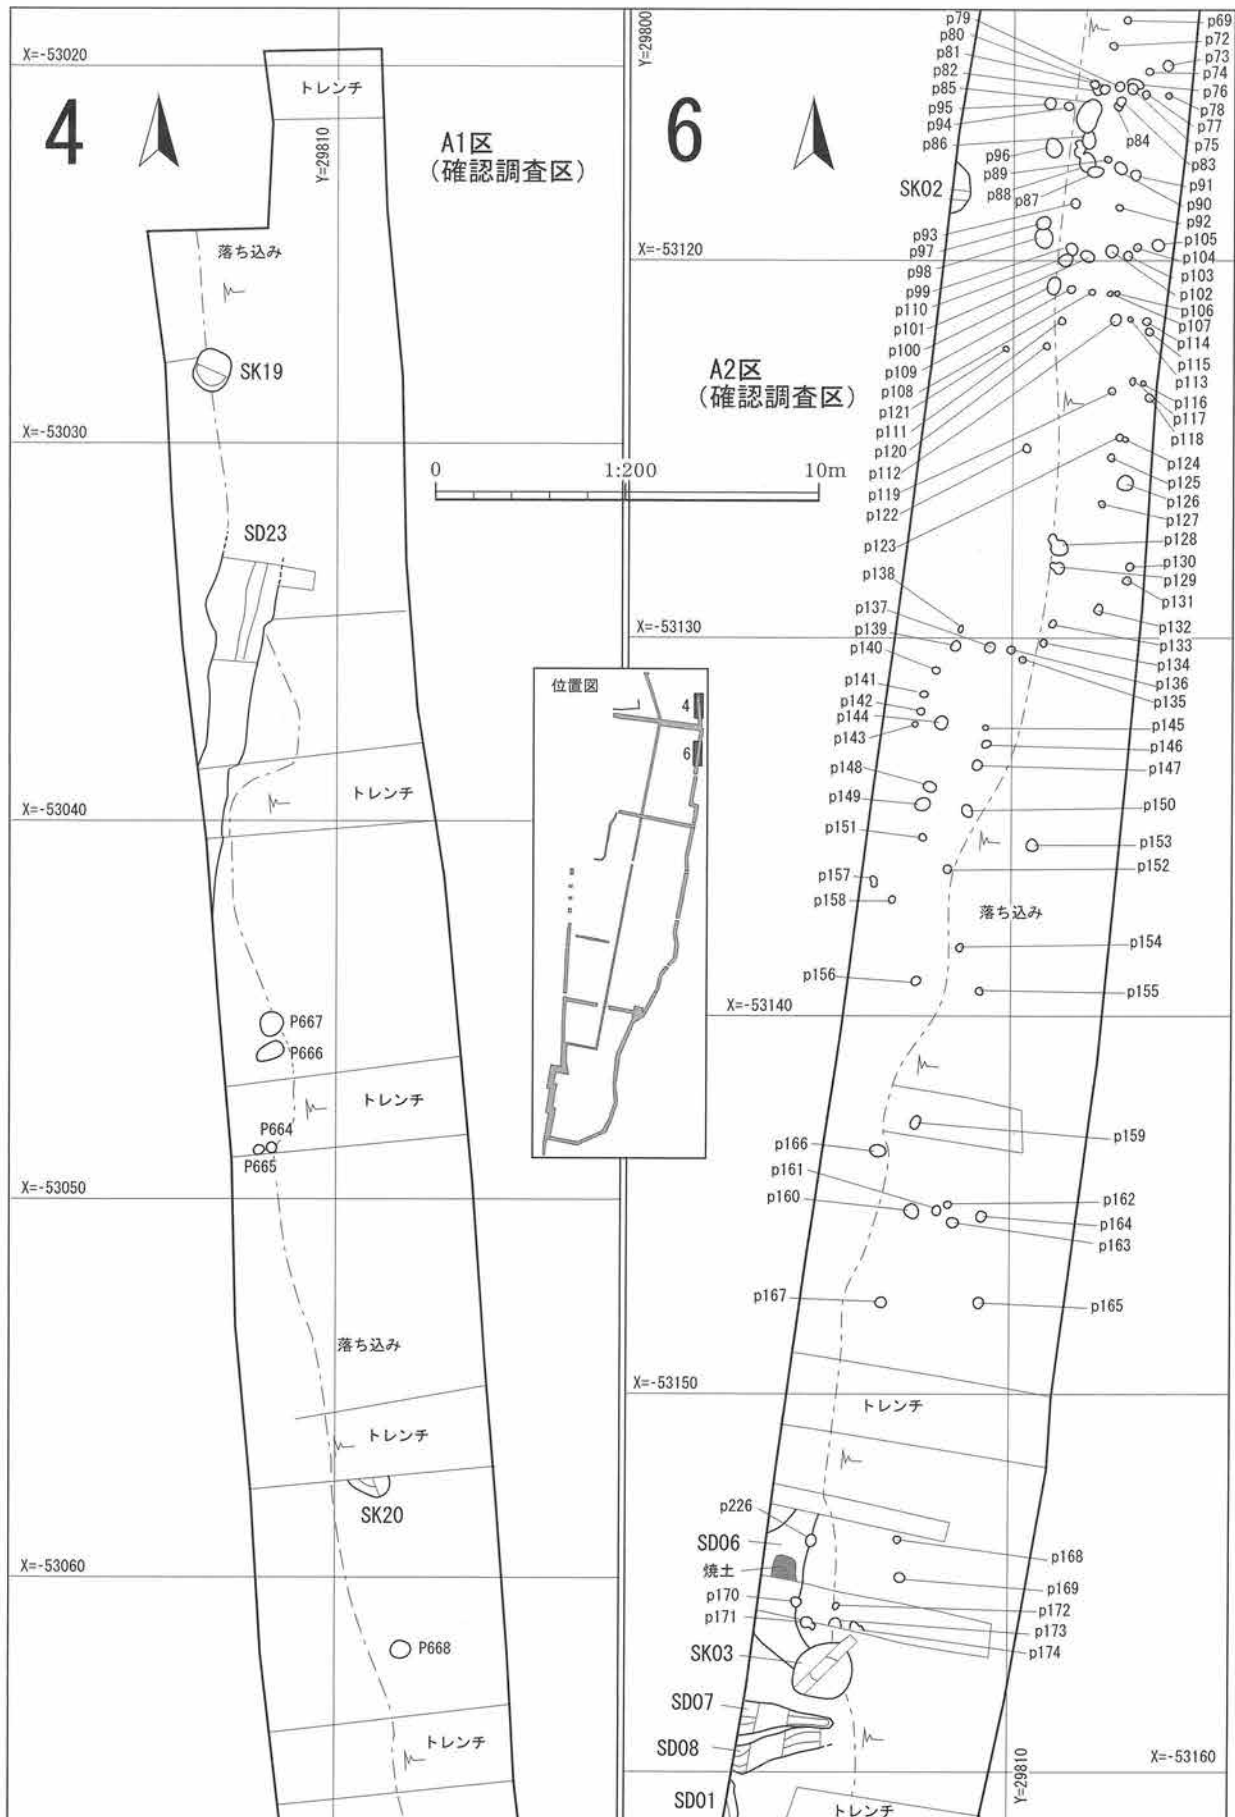 4
A1区
(確認調査区)
X=-53020
トレンチ
Y=29810
落ち込み
SK19
X=-53030
SD23
トレンチ
X=-53040
P667
P666
トレンチ
P664
P665
X=-53050
落ち込み
トレンチ
SK20
X=-53060
P668
トレンチ
0
1:200
10m
位置図
4
6
6
Y=29800
A2区
(確認調査区)
p79
p80
p81
p82
p85
p95
p94
p86
p96
p89
p88
p87
SK02
p93
p97
p98
p99
p110
p101
p100
p109
p108
p121
p111
p120
p112
p119
p122
p123
p69
p72
p73
p74
p76
p78
p77
p75
p84
p83
p91
p90
p92
p105
p104
p103
p102
p106
p107
p114
p115
p113
p116
p117
p118
p124
p125
p126
p127
p128
p130
p129
p131
p132
p133
p134
p136
p135
X=-53120
X=-53130
p138
p137
p139
p140
p141
p142
p144
p143
p145
p146
p147
p148
p149
p150
p151
p153
p152
p157
p158
落ち込み
p154
p156
p155
X=-53140
p159
p166
p161
p160
p162
p164
p163
p167
p165
X=-53150
トレンチ
p226
SD06
焼土
p168
p169
p170
p171
p172
p173
p174
SK03
SD07
SD08
SD01
X=-53160
Y=29810
トレンチ